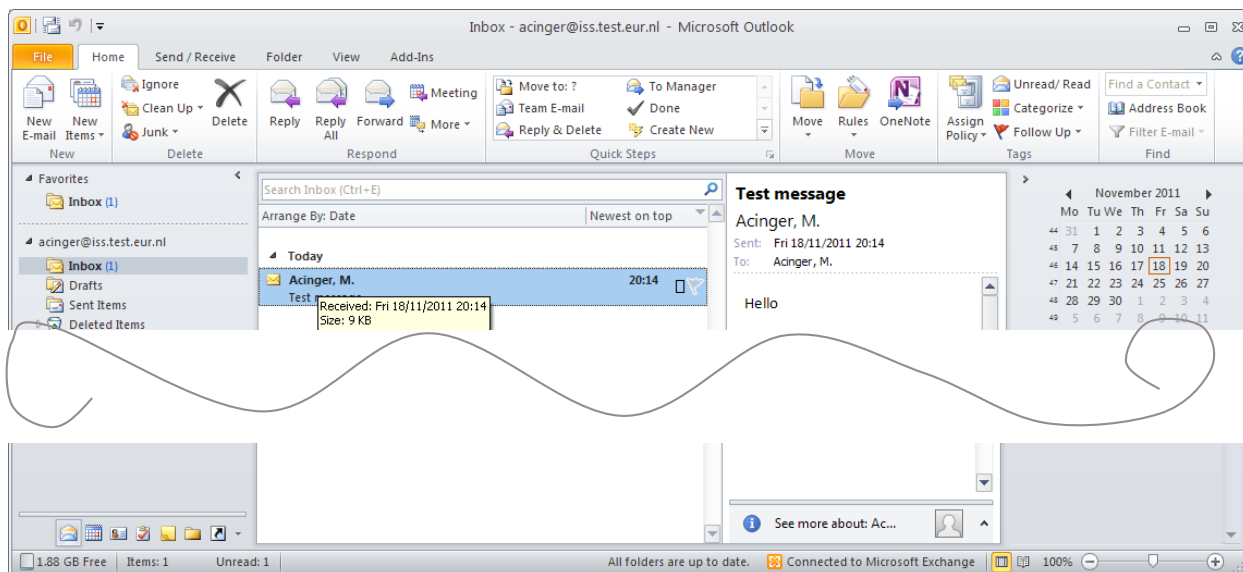 Inbox - acinger@iss.test.eur.nl - Microsoft Outlook
File Home Send / Receive Folder View Add-Ins
New E-mail
New Items
Ignore
Clean Up
Junk
Delete
Reply
Reply All
Forward
Meeting
More
Move to: ?
Team E-mail
Reply & Delete
To Manager
Done
Create New
Move
Rules
OneNote
Assign Policy
Unread/ Read
Categorize
Follow Up
Find a Contact
Address Book
Filter E-mail
New Delete Respond Quick Steps Move Tags Find
Favorites
Inbox (1)
acinger@iss.test.eur.nl
Inbox (1)
Drafts
Sent Items
Deleted Items
Search Inbox (Ctrl+E)
Arrange By: Date Newest on top
Today
Acinger, M. 20:14
Test message
Received: Fri 18/11/2011 20:14
Size: 9 KB
Test message
Acinger, M.
Sent: Fri 18/11/2011 20:14
To: Acinger, M.
Hello
November 2011
Mo Tu We Th Fr Sa Su
44 31 1 2 3 4 5 6
45 7 8 9 10 11 12 13
46 14 15 16 17 18 19 20
47 21 22 23 24 25 26 27
48 28 29 30 1 2 3 4
49 5 6 7 8 9 10 11
See more about: Ac...
1.88 GB Free Items: 1 Unread: 1 All folders are up to date. Connected to Microsoft Exchange 100%